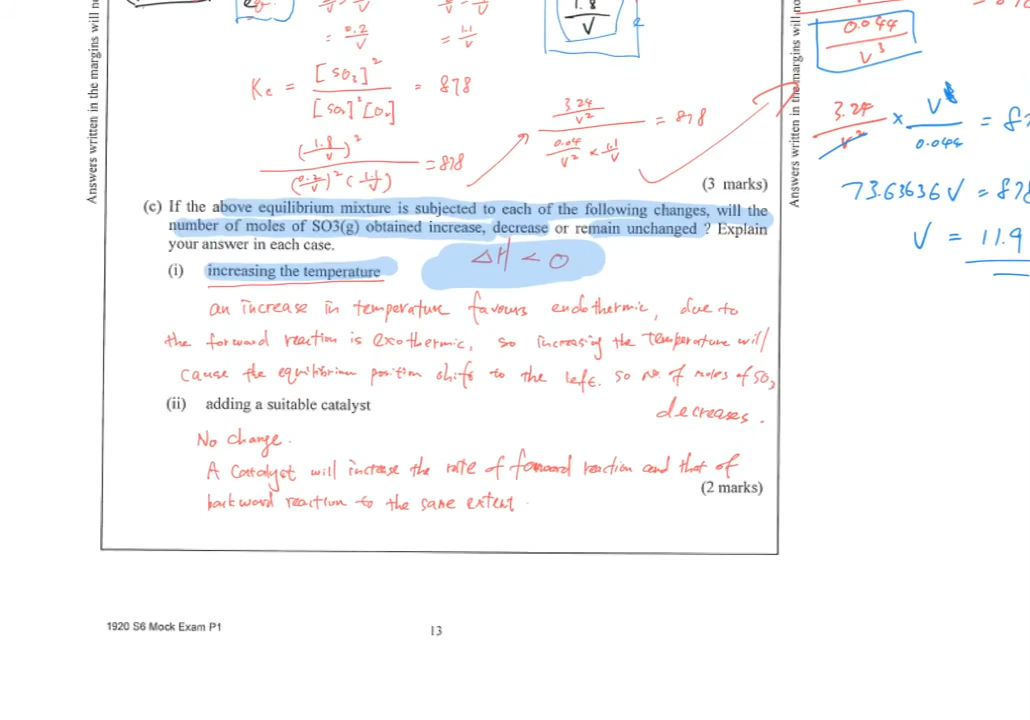 1.8
V
0.044
V³
= 0.2/V = 1.1/V
Kc = [SO3]² / [SO2]² [O2] = 878
(1.8/V)² / (0.2/V)² (1.1/V) = 878
3.24/V² / 0.04/V² × 1.1/V = 878
3.24/V² × V³/0.044 = 87
73.63636 V = 878
V = 11.9
(3 marks)
(c) If the above equilibrium mixture is subjected to each of the following changes, will the
number of moles of SO3(g) obtained increase, decrease or remain unchanged ? Explain
your answer in each case.
ΔH < 0
(i) increasing the temperature
an increase in temperature favours endothermic, due to
the forward reaction is exothermic, so increasing the temperature will
cause the equilibrium position shift to the left. so no. of moles of SO3
decreases.
(ii) adding a suitable catalyst
No change.
A catalyst will increase the rate of forward reaction and that of
backward reaction to the same extent.
(2 marks)
1920 S6 Mock Exam P1
13
Answers written in the margins will no
Answers written in the margins will no